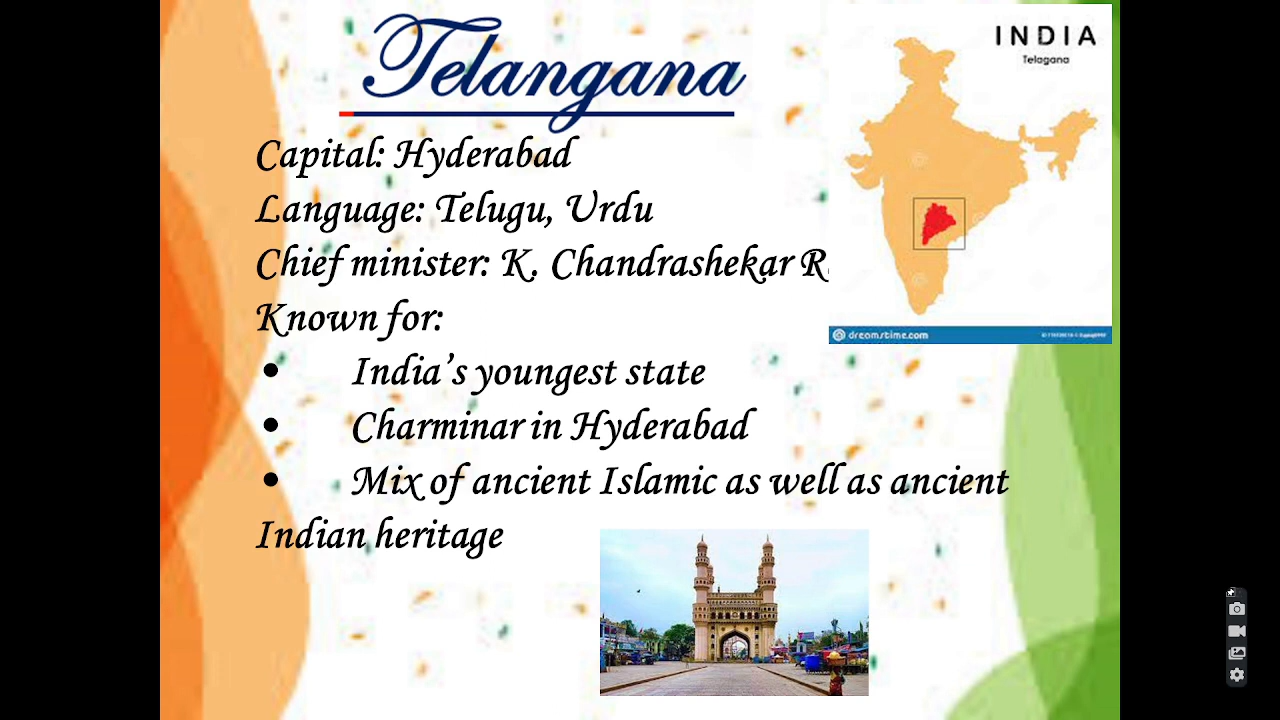 Telangana
INDIA
Telagana
Capital: Hyderabad
Language: Telugu, Urdu
Chief minister: K. Chandrashekar
Known for:
• India's youngest state
• Charminar in Hyderabad
• Mix of ancient Islamic as well as ancient
Indian heritage
dreamstime.com